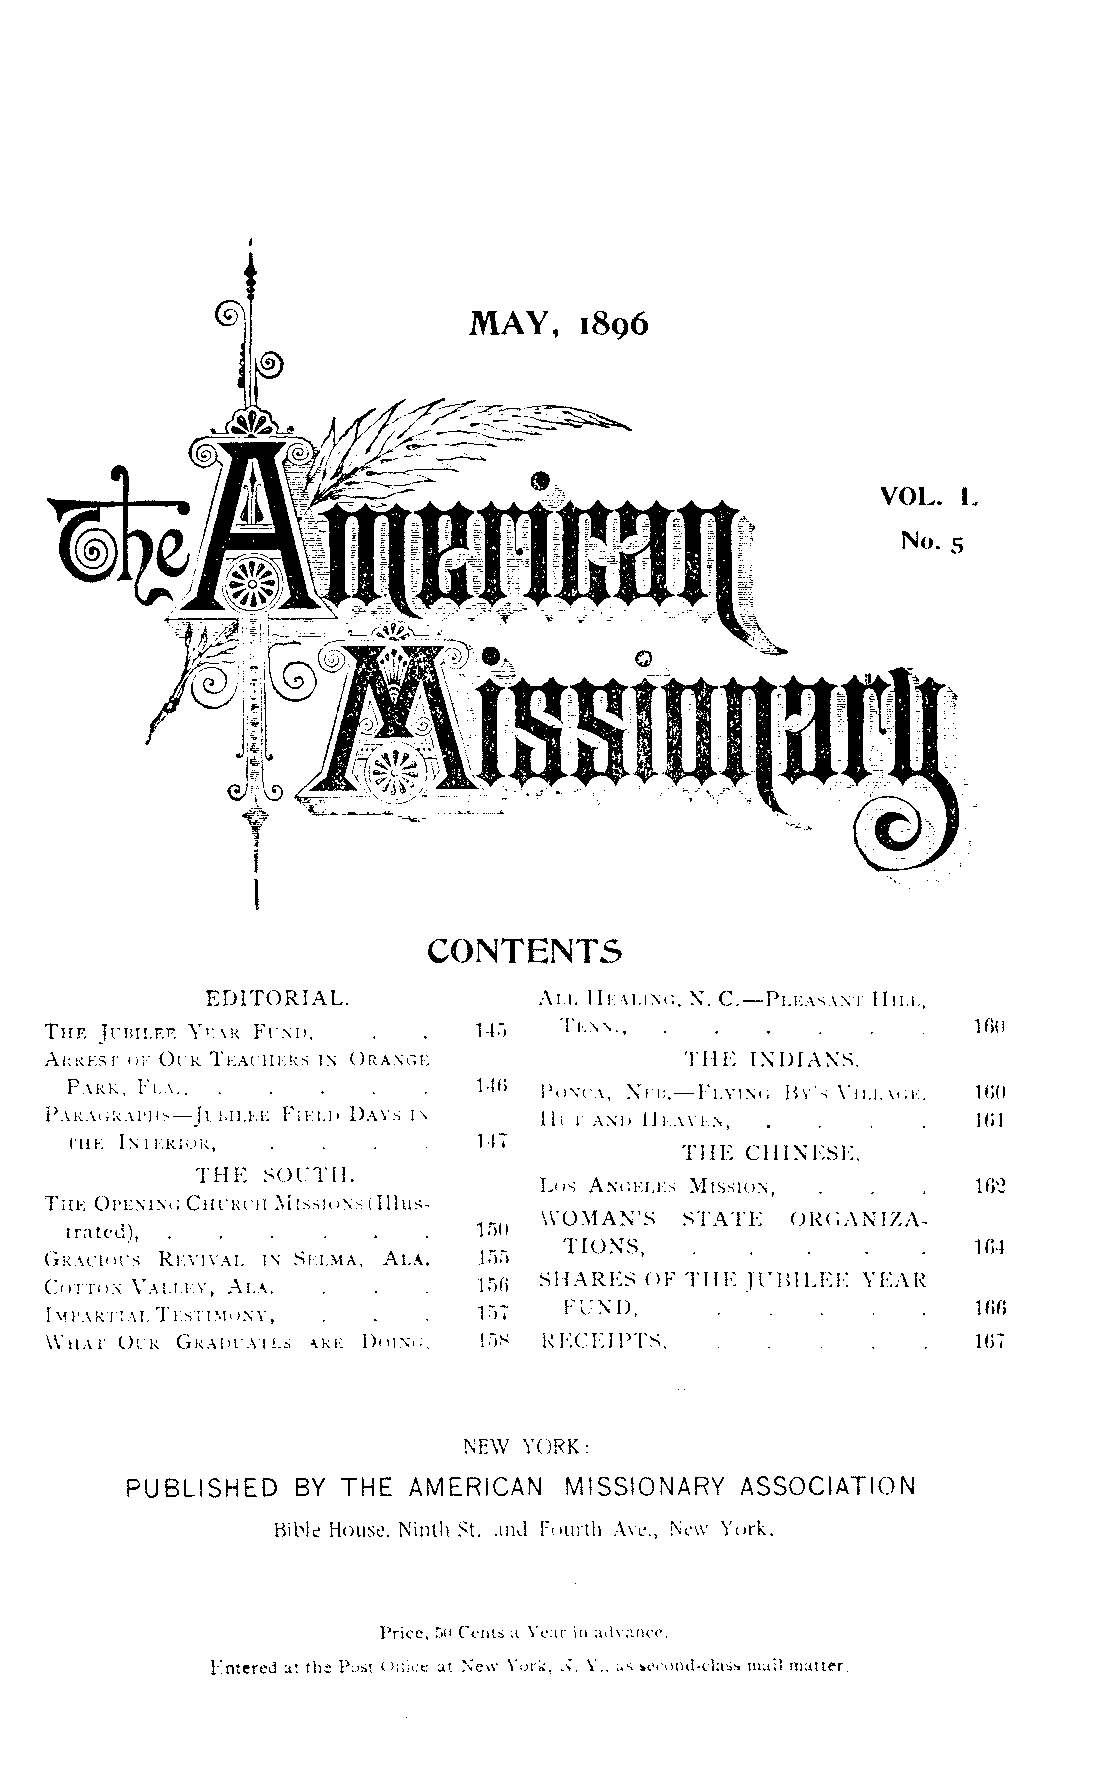 MAY, 1896
The American
VOL. L.
No. 5
Missionary
CONTENTS
EDITORIAL.
THE JUBILEE YEAR FUND, . . 145
ARREST OF OUR TEACHERS IN ORANGE
PARK, FLA., . . . . . 146
PARAGRAPHS—JUBILEE FIELD DAYS IN
THE INTERIOR, . . . . 147
THE SOUTH.
THE OPENING CHURCH MISSIONS (Illus-
trated), . . . . . . 150
GRACIOUS REVIVAL IN SELMA, ALA. 155
COTTON VALLEY, ALA. . . . 156
IMPARTIAL TESTIMONY, . . . 157
WHAT OUR GRADUATES ARE DOING, 158
ALL HEALING, N. C.—PLEASANT HILL,
TENN., . . . . . . 160
THE INDIANS.
PONCA, NEB.—FLYING BY'S VILLAGE, 160
HUT AND HEAVEN, . . . . 161
THE CHINESE.
LOS ANGELES MISSION, . . . 162
WOMAN'S STATE ORGANIZA-
TIONS, . . . . . 164
SHARES OF THE JUBILEE YEAR
FUND, . . . . . 166
RECEIPTS, . . . . . 167
NEW YORK:
PUBLISHED BY THE AMERICAN MISSIONARY ASSOCIATION
Bible House, Ninth St. and Fourth Ave., New York.
Price, 50 Cents a Year in advance.
Entered at the Post Office at New York, N. Y., as second-class mail matter.